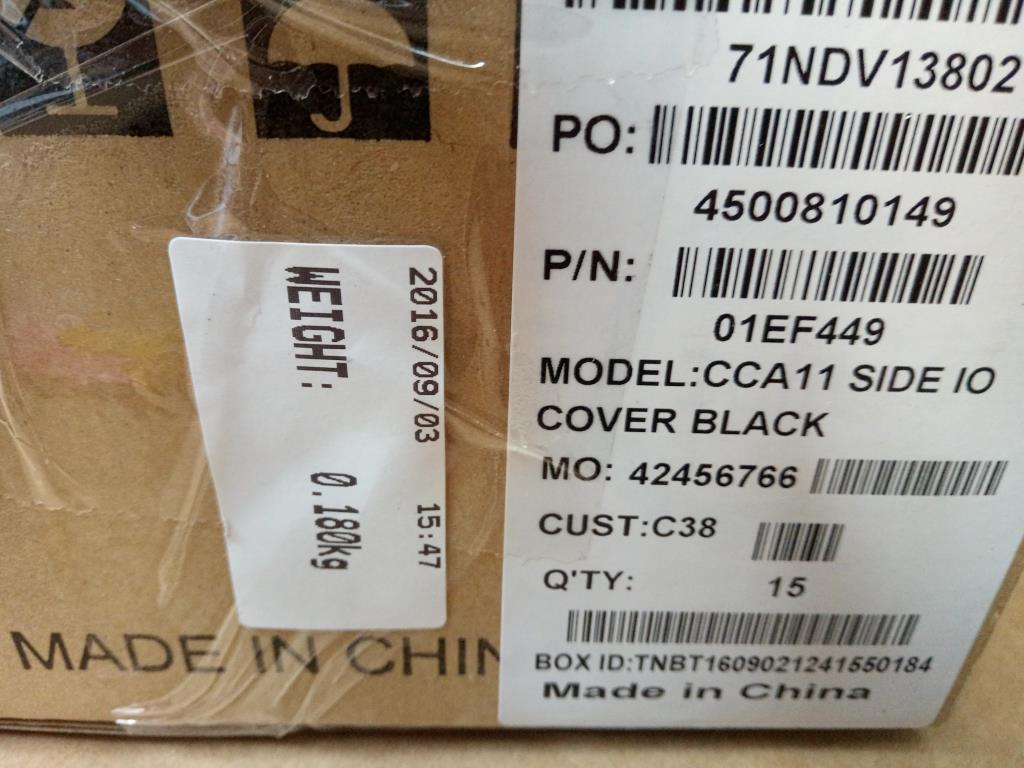 71NDV13802
PO:
4500810149
P/N:
01EF449
MODEL:CCA11 SIDE IO
COVER BLACK
MO: 42456766
CUST:C38
Q'TY: 15
BOX ID:TNBT1609021241550184
Made in China
2016/09/03 15:47
WEIGHT: 0.180kg
MADE IN CHIN